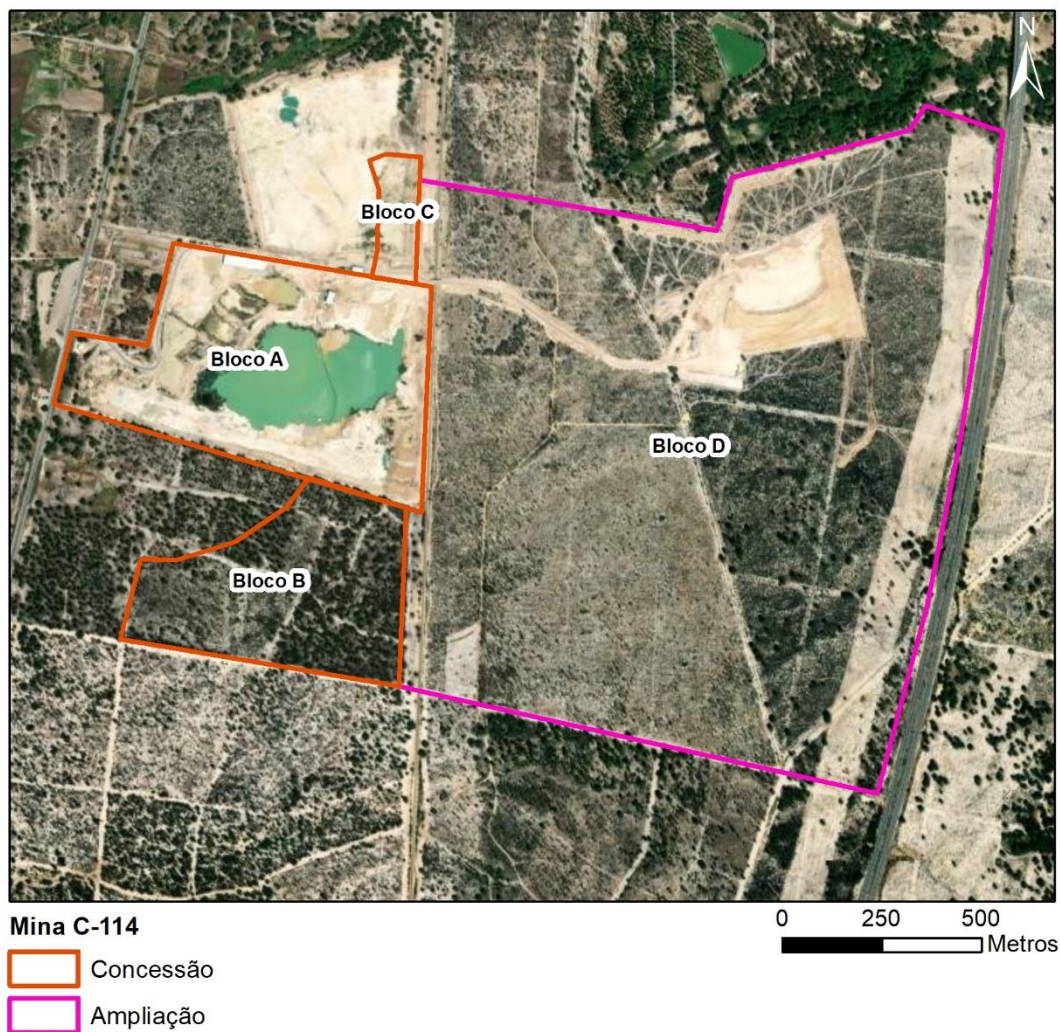 N
Bloco C
Bloco A
Bloco D
Bloco B
Mina C-114
0 250 500
Metros
Concessão
Ampliação